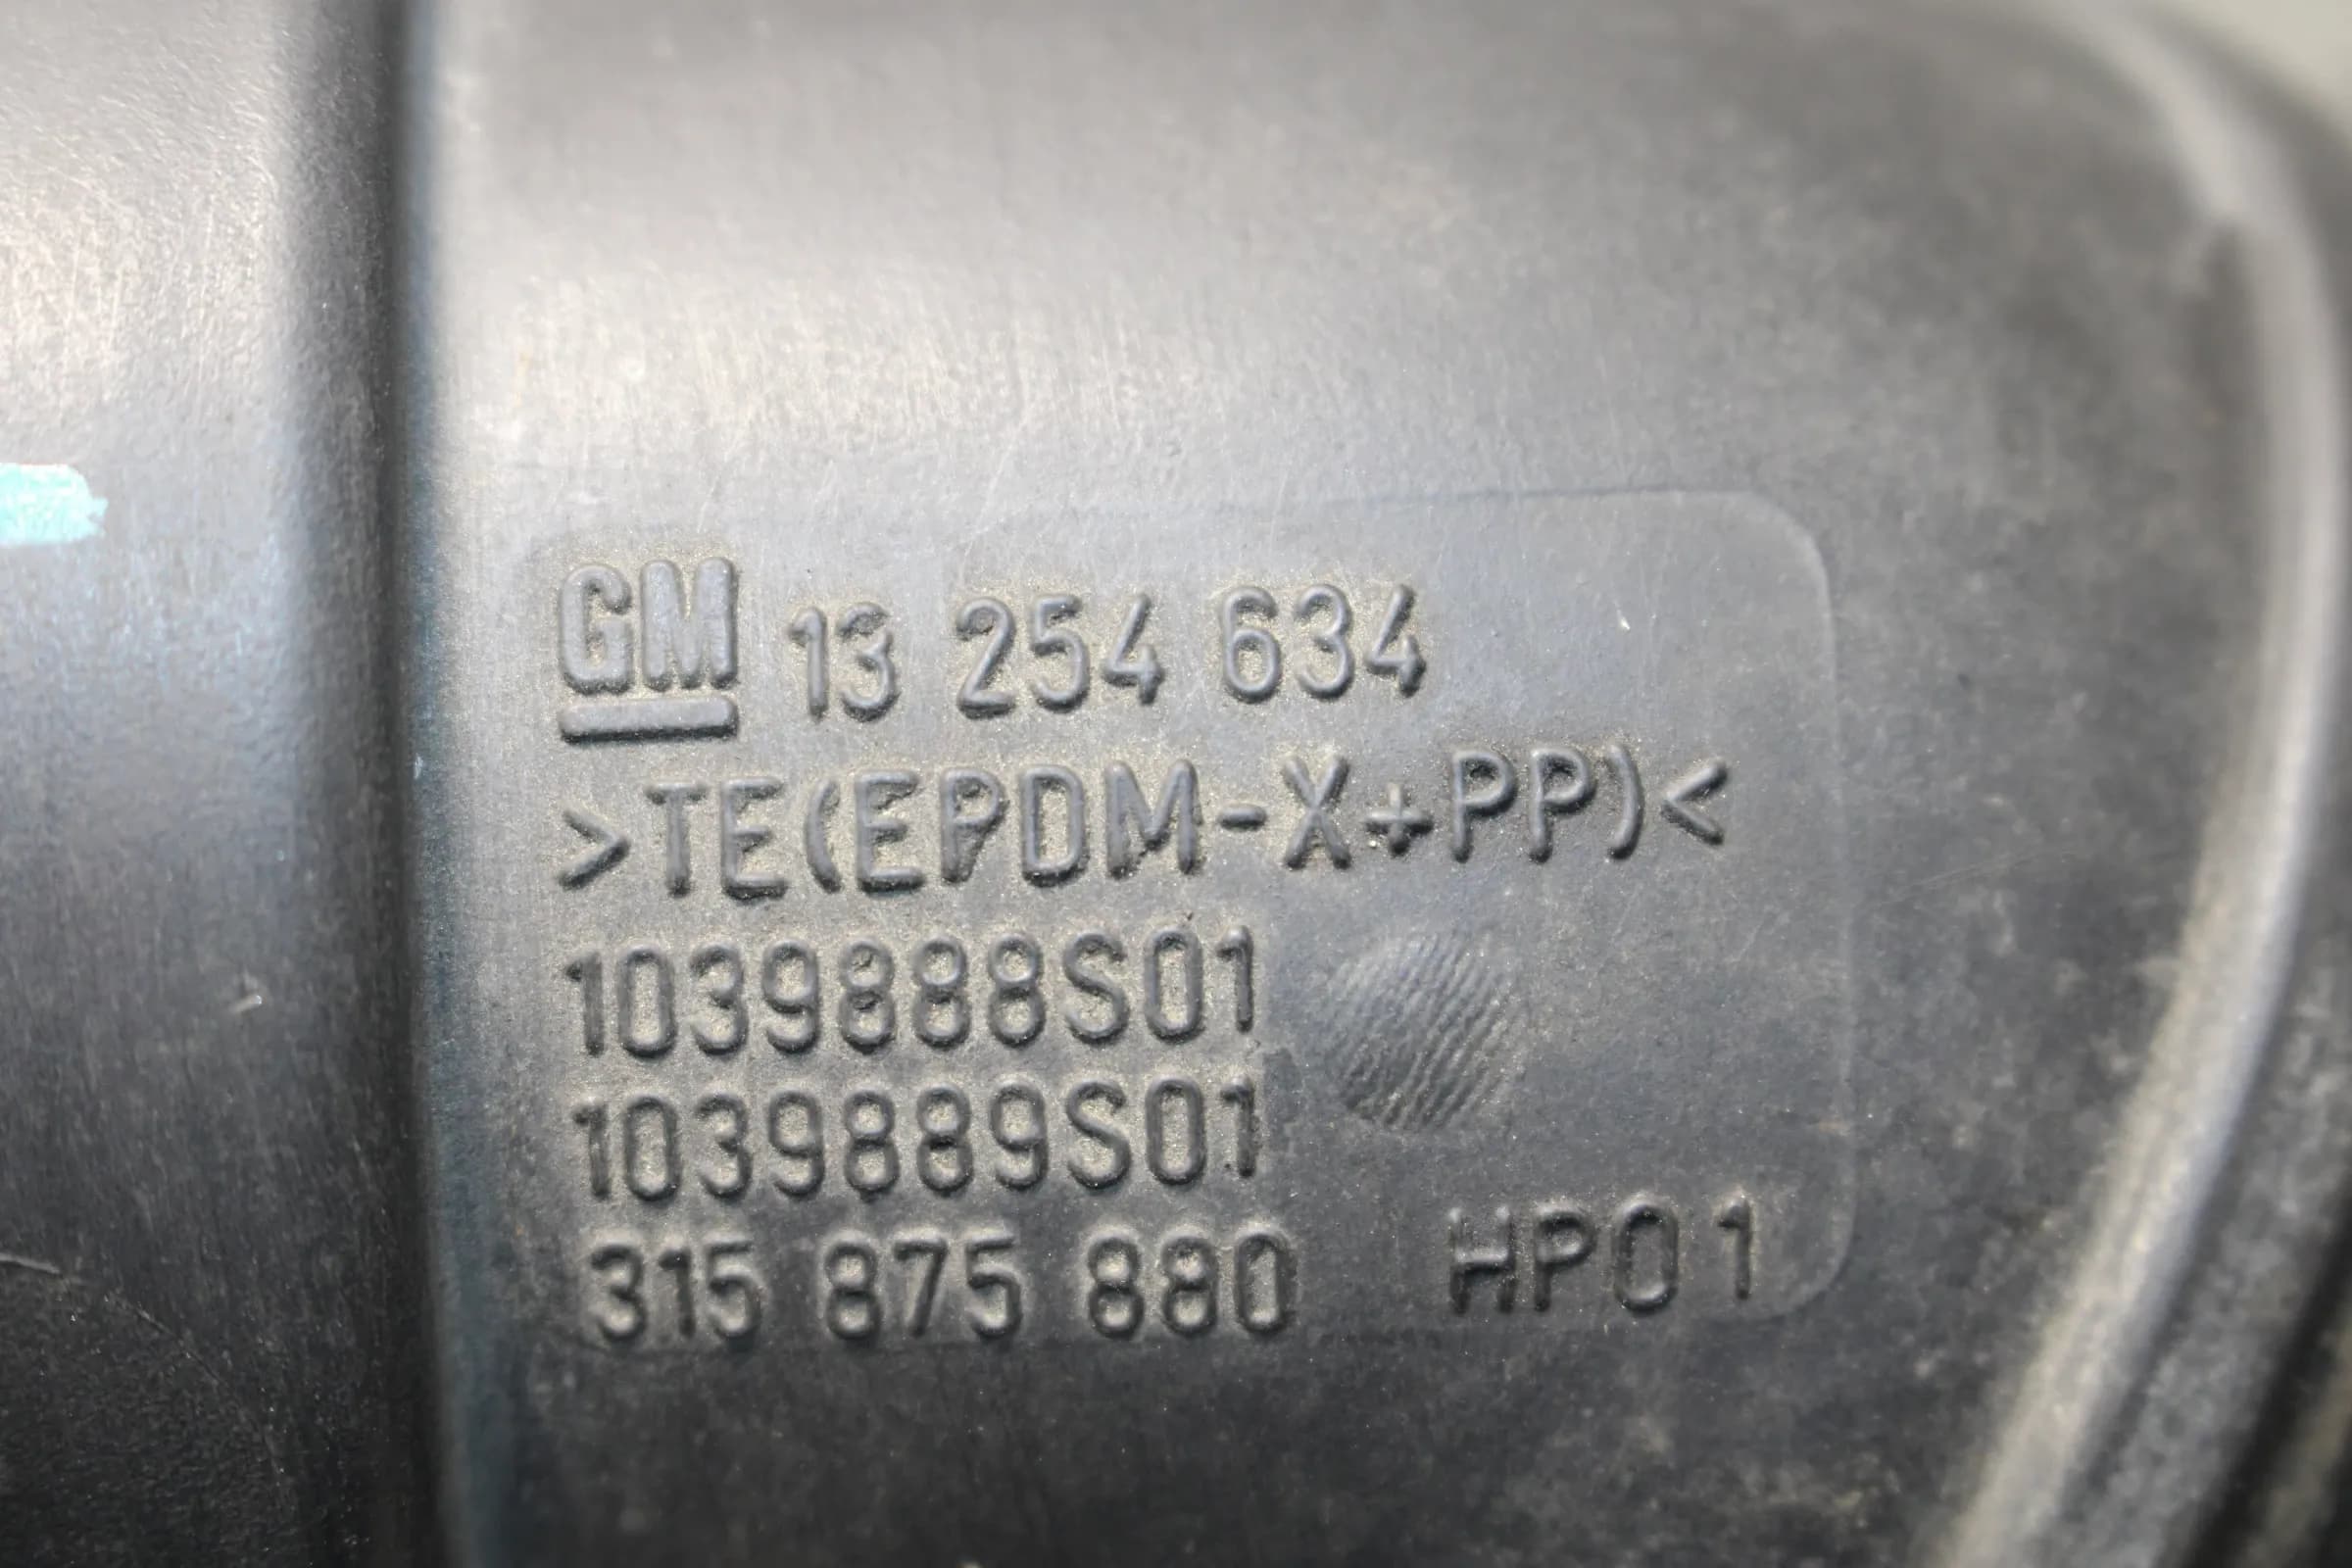 GM 13 254 634
>TE(EPDM-X+PP)<
1039888S01
1039889S01
315 875 880 HP01